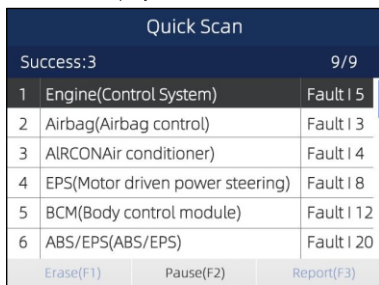 Quick Scan
Success:3 9/9
1 Engine(Control System) Fault I 5
2 Airbag(Airbag control) Fault I 3
3 AIRCONAir conditioner) Fault I 4
4 EPS(Motor driven power steering) Fault I 8
5 BCM(Body control module) Fault I 12
6 ABS/EPS(ABS/EPS) Fault I 20
Erase(F1) Pause(F2) Report(F3)